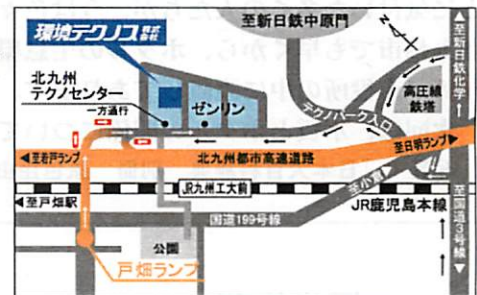 至新日鉄中原門
環境テクノス株式会社
▲至新日鉄化学
北九州
テクノセンター
一方通行
ゼンリン
高圧線
鉄塔
テクノパーク入口
◀至若戸ランプ
北九州都市高速道路
至日明ランプ▶
JR九州工大前
至小倉
◀至戸畑駅
JR鹿児島本線
国道199号線
至国道3号線▼
公園
戸畑ランプ